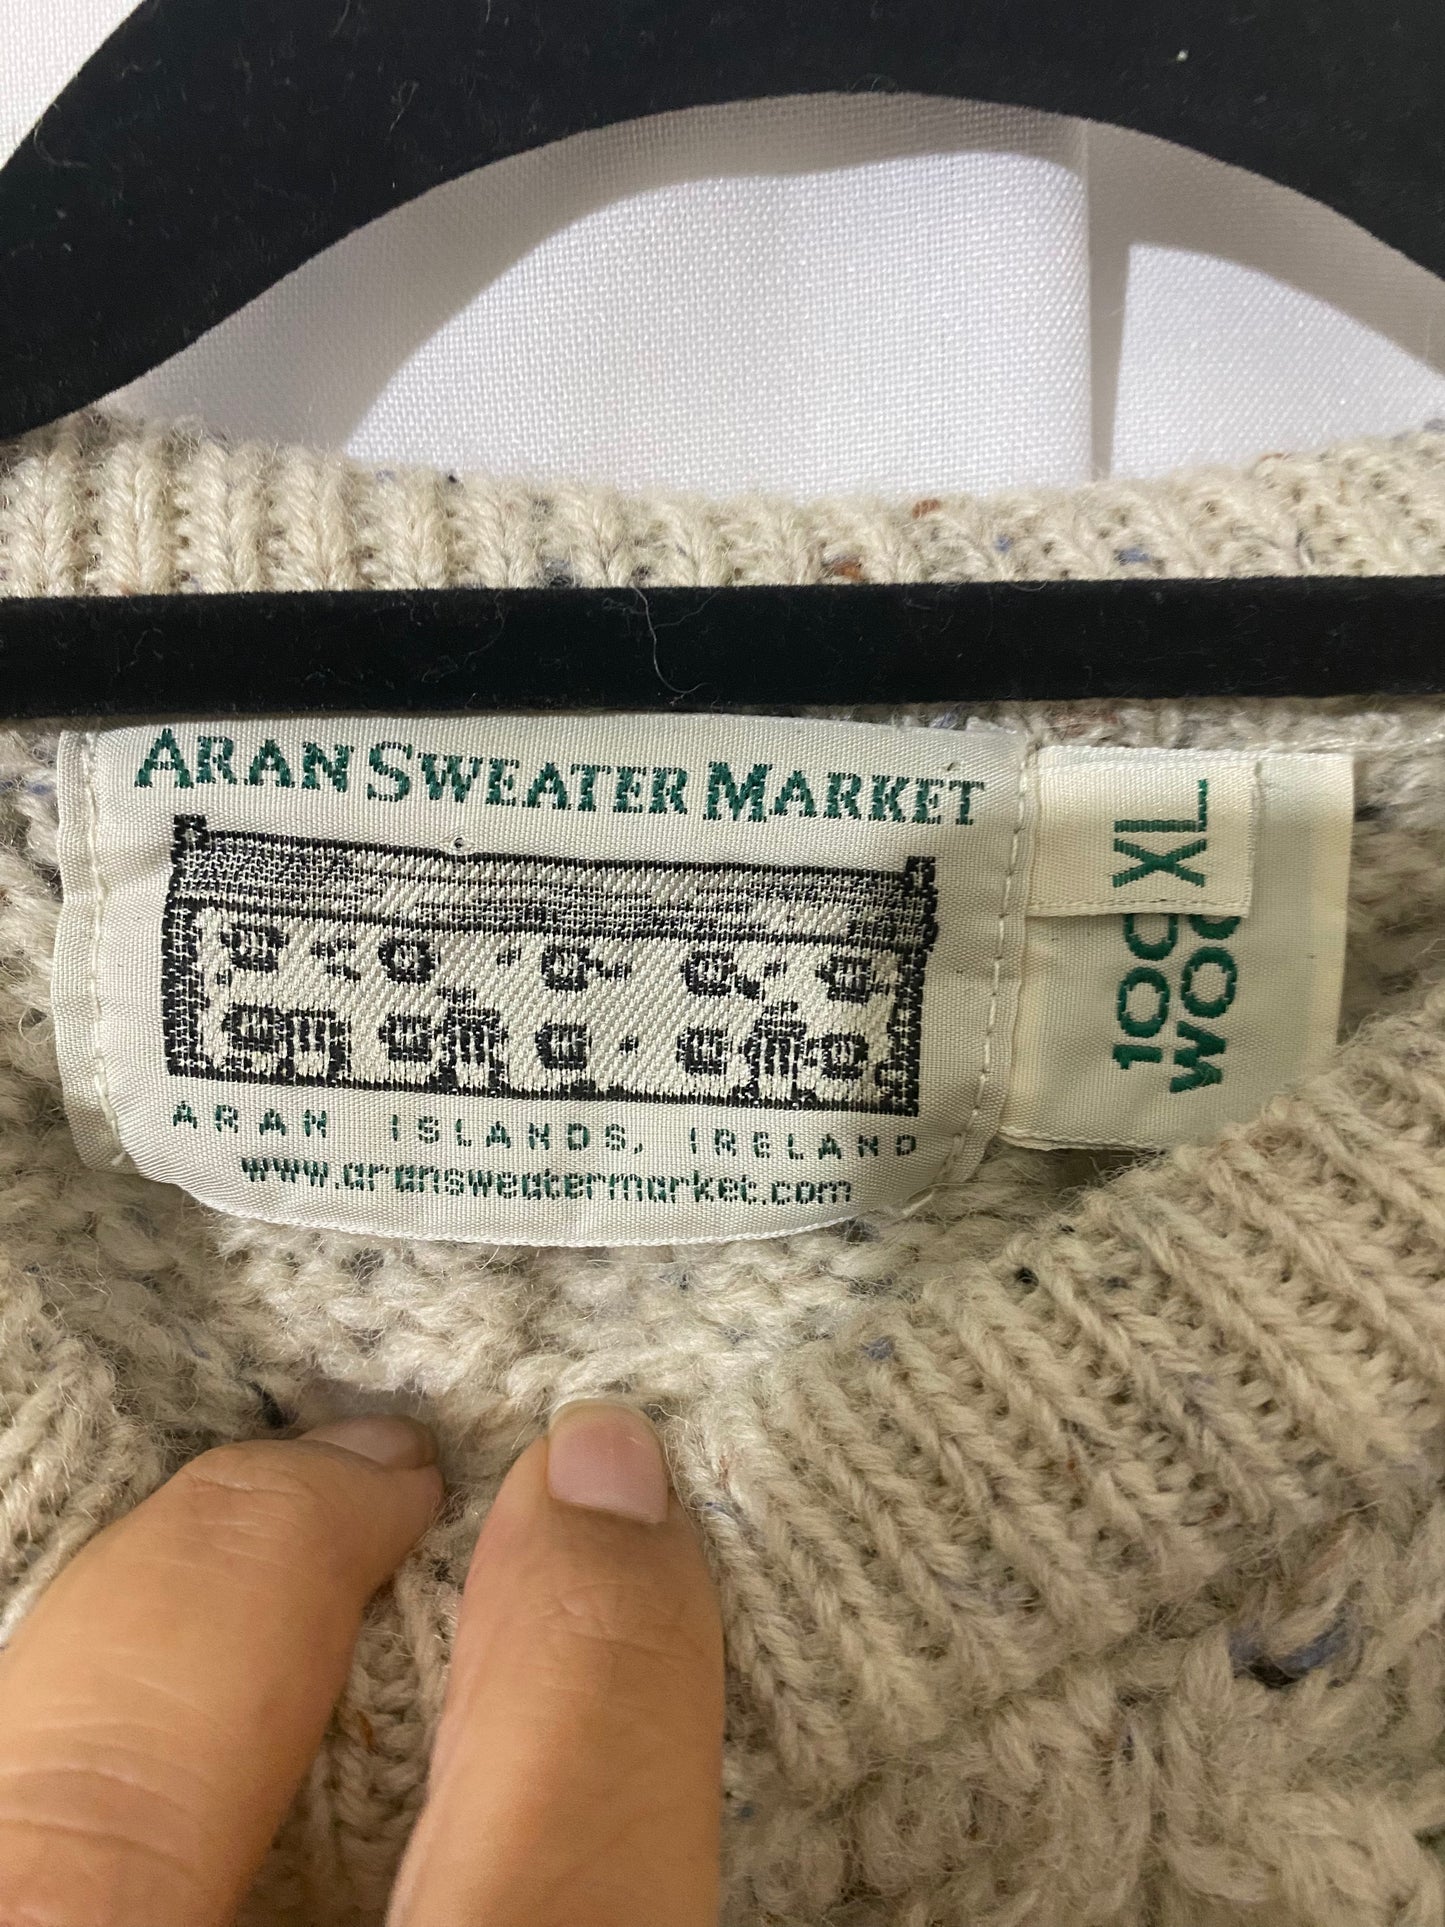 ARAN SWEATER MARKET
ARAN ISLANDS, IRELAND
www.aransweatermarket.com
XL